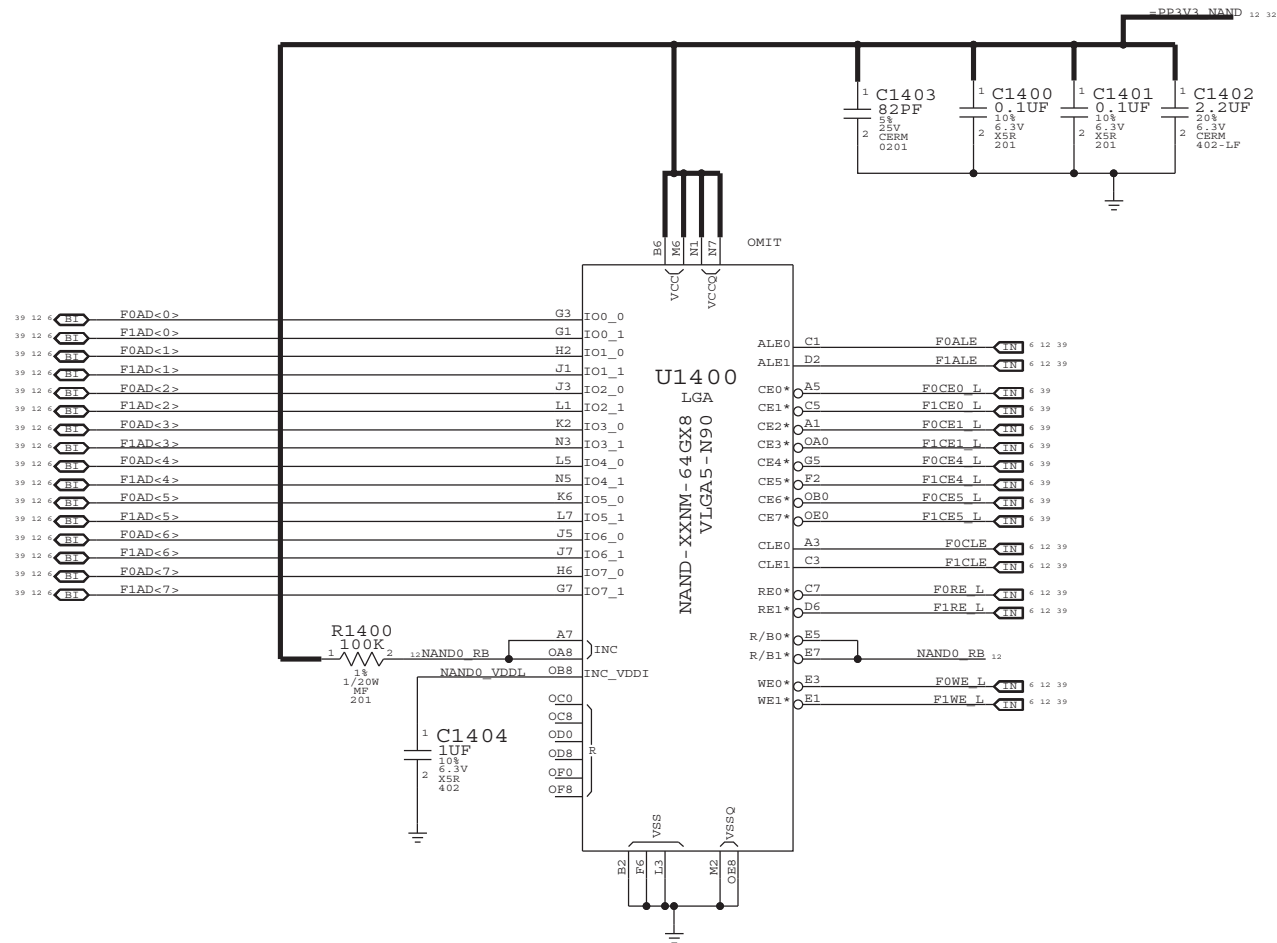 =PP3V3_NAND 12 32
1 C1403
82PF
5%
25V
CERM
0201
2
1 C1400
0.1UF
10%
6.3V
X5R
201
2
1 C1401
0.1UF
10%
6.3V
X5R
201
2
1 C1402
2.2UF
20%
6.3V
CERM
402-LF
2
OMIT
B6 M6 N1 N7
VCC VCCQ
U1400
LGA
NAND-XXNM-64GX8
VLGA5-N90
39 12 6 BI F0AD<0> G3 IO0_0
39 12 6 BI F1AD<0> G1 IO0_1
39 12 6 BI F0AD<1> H2 IO1_0
39 12 6 BI F1AD<1> J1 IO1_1
39 12 6 BI F0AD<2> J3 IO2_0
39 12 6 BI F1AD<2> L1 IO2_1
39 12 6 BI F0AD<3> K2 IO3_0
39 12 6 BI F1AD<3> N3 IO3_1
39 12 6 BI F0AD<4> L5 IO4_0
39 12 6 BI F1AD<4> N5 IO4_1
39 12 6 BI F0AD<5> K6 IO5_0
39 12 6 BI F1AD<5> L7 IO5_1
39 12 6 BI F0AD<6> J5 IO6_0
39 12 6 BI F1AD<6> J7 IO6_1
39 12 6 BI F0AD<7> H6 IO7_0
39 12 6 BI F1AD<7> G7 IO7_1
ALE0 C1 F0ALE IN 6 12 39
ALE1 D2 F1ALE IN 6 12 39
CE0* A5 F0CE0_L IN 6 39
CE1* C5 F1CE0_L IN 6 39
CE2* A1 F0CE1_L IN 6 39
CE3* OA0 F1CE1_L IN 6 39
CE4* G5 F0CE4_L IN 6 39
CE5* F2 F1CE4_L IN 6 39
CE6* OB0 F0CE5_L IN 6 39
CE7* OE0 F1CE5_L IN 6 39
CLE0 A3 F0CLE IN 6 12 39
CLE1 C3 F1CLE IN 6 12 39
RE0* C7 F0RE_L IN 6 12 39
RE1* D6 F1RE_L IN 6 12 39
R/B0* E5
R/B1* E7 NAND0_RB 12
WE0* E3 F0WE_L IN 6 12 39
WE1* E1 F1WE_L IN 6 12 39
R1400
100K
1 2
1%
1/20W
MF
201
12 NAND0_RB
A7
OA8
INC
NAND0_VDDL OB8 INC_VDDI
OC0
OC8
OD0
OD8
OF0
OF8
R
1 C1404
1UF
10%
6.3V
X5R
402
2
VSS VSSQ
B2 F6 L3 M2 OE8